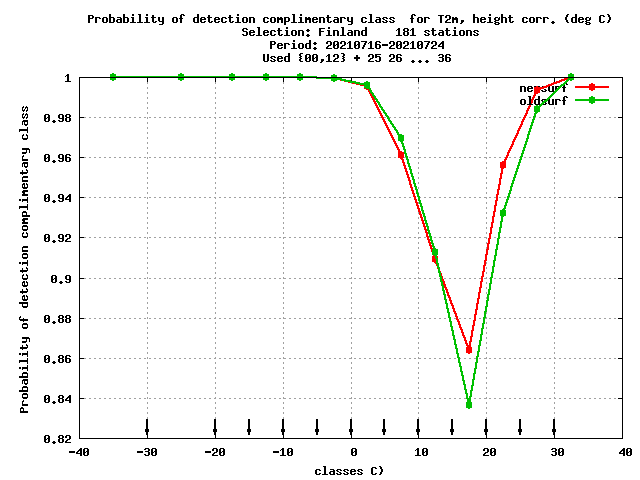 Probability of detection complimentary class  for T2m, height corr. (deg C)
Selection: Finland    181 stations
Period: 20210716-20210724
Used {00,12} + 25 26 ... 36
newsurf
oldsurf
Probability of detection complimentary class
1
0.98
0.96
0.94
0.92
0.9
0.88
0.86
0.84
0.82
-40 -30 -20 -10 0 10 20 30 40
classes C)